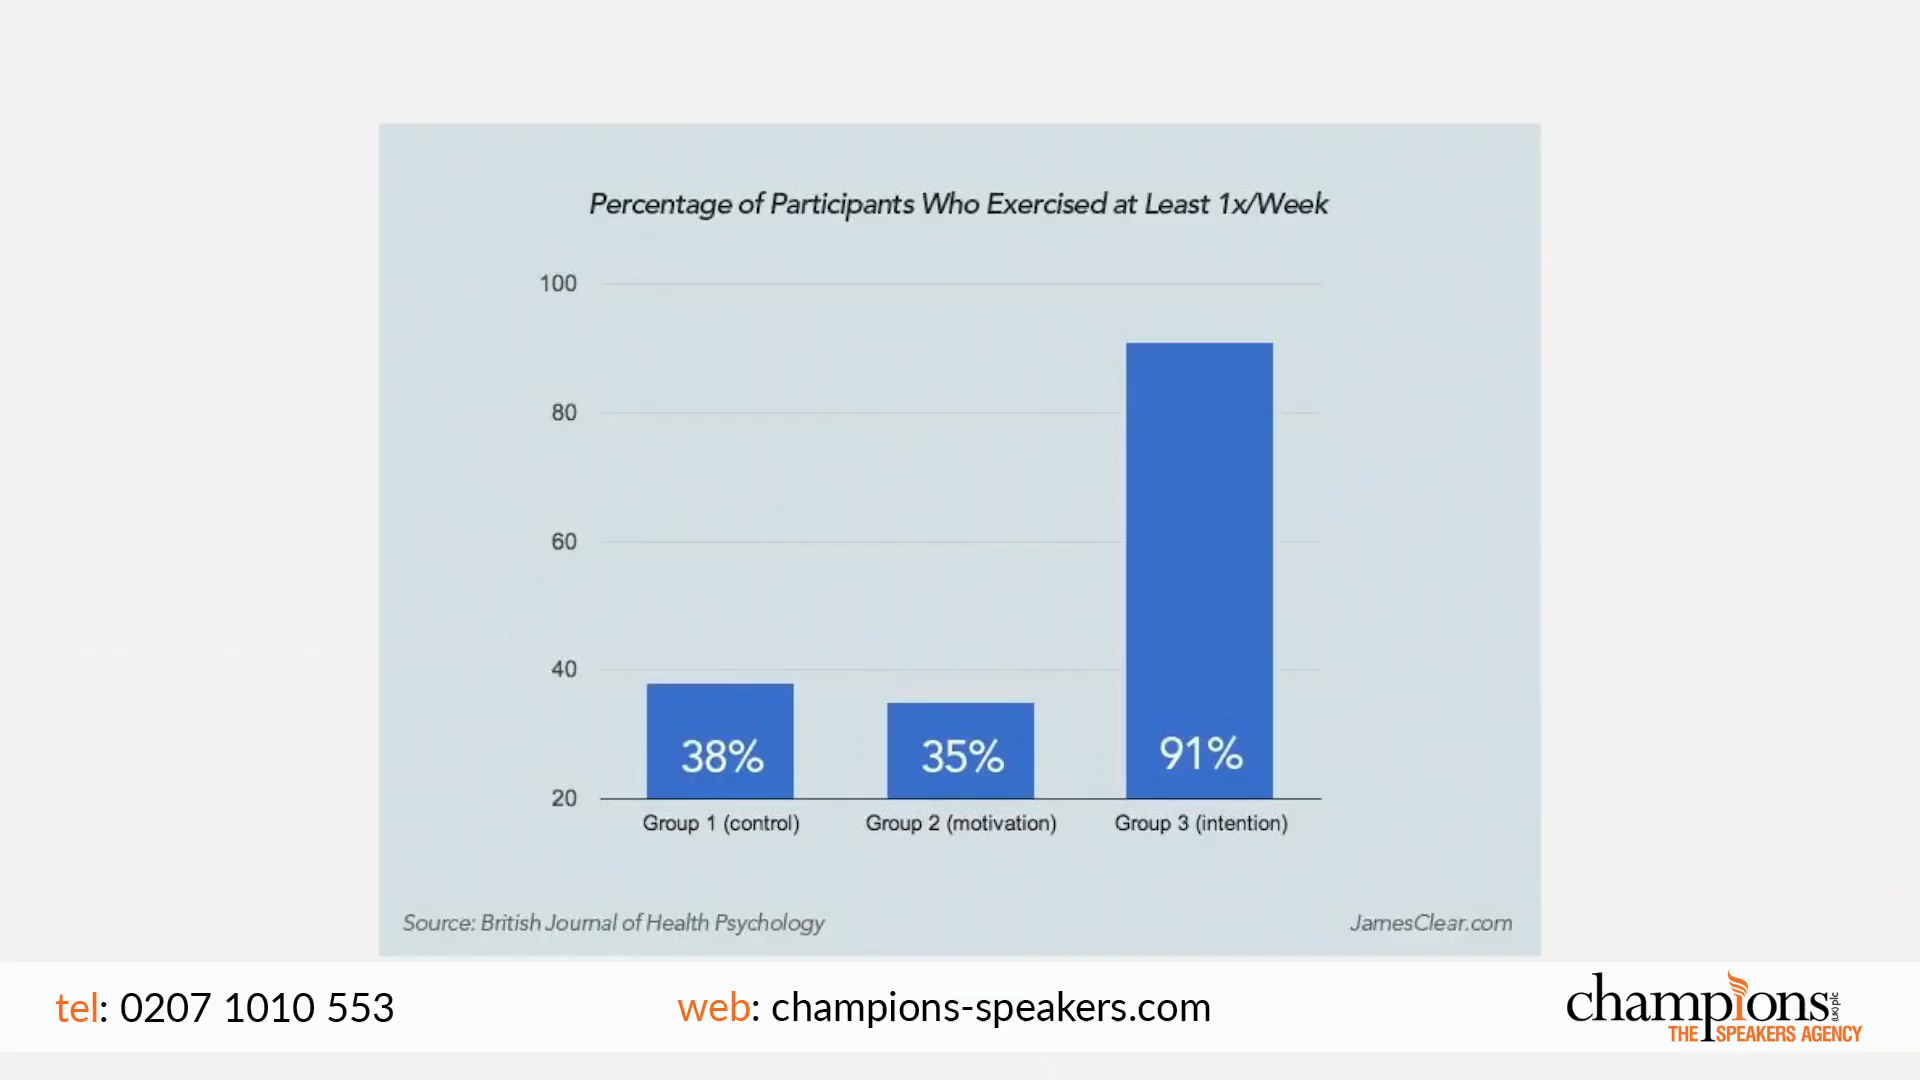 Percentage of Participants Who Exercised at Least 1x/Week
100
80
60
40
20
38%
35%
91%
Group 1 (control)
Group 2 (motivation)
Group 3 (intention)
Source: British Journal of Health Psychology
JamesClear.com
tel: 0207 1010 553
web: champions-speakers.com
champions (UK) plc
THE SPEAKERS AGENCY